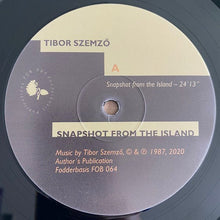 TIBOR SZEMZŐ
A
Snapshot from the Island – 24'13"
SNAPSHOT FROM THE ISLAND
Music by Tibor Szemző, © & ℗ 1987, 2020
Author's Publication
Fodderbasis FOB 064